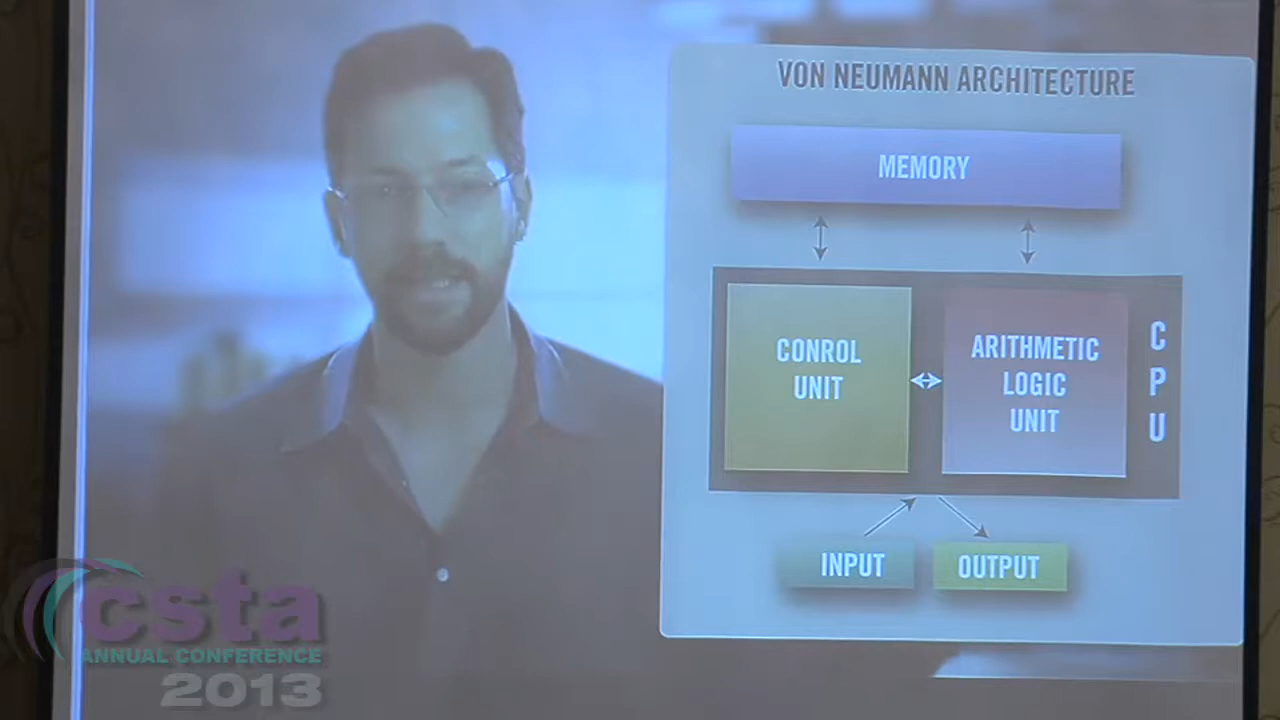 VON NEUMANN ARCHITECTURE
MEMORY
CONROL
UNIT
ARITHMETIC
LOGIC
UNIT
C
P
U
INPUT
OUTPUT
csta
ANNUAL CONFERENCE
2013